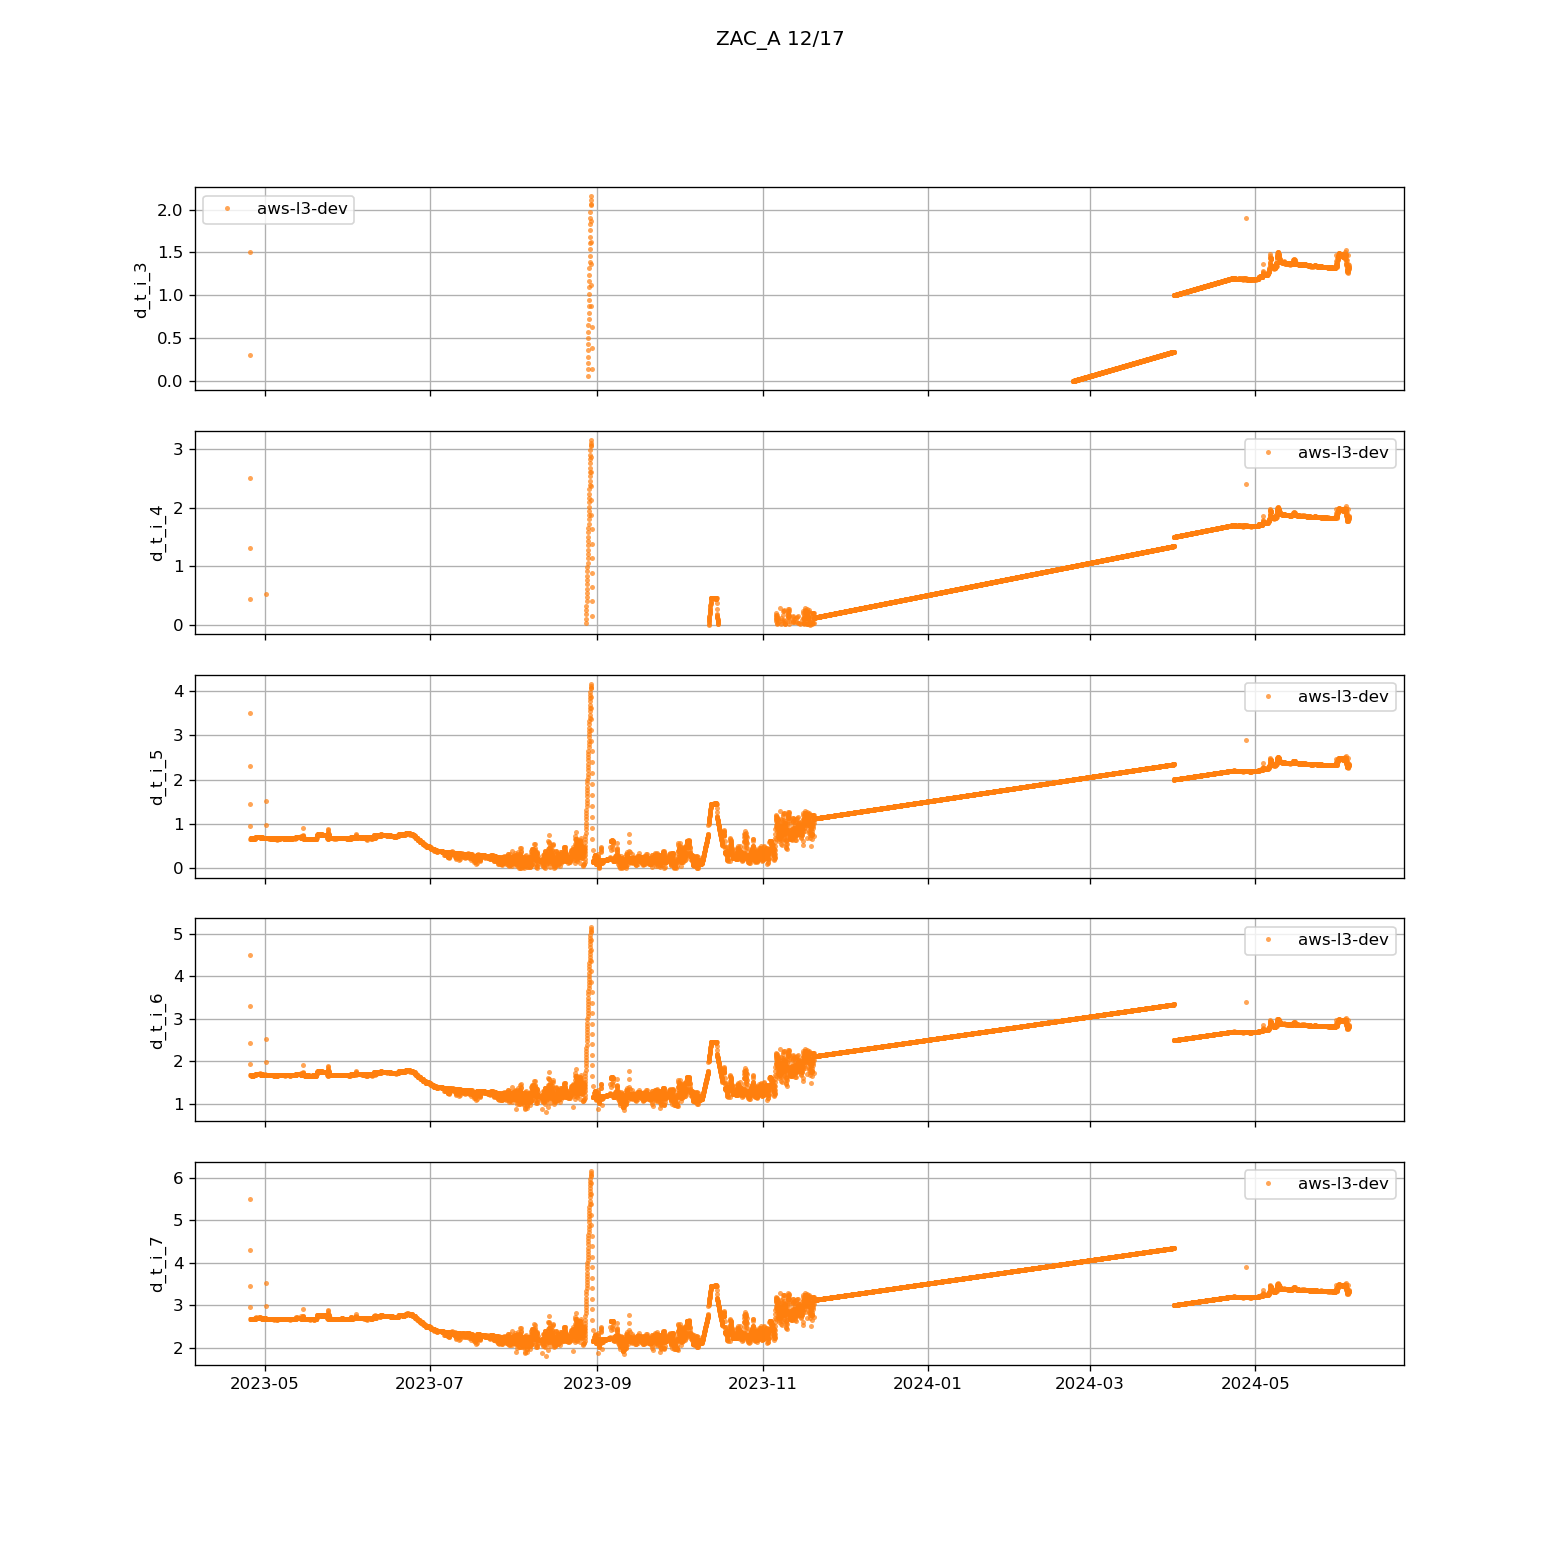 ZAC_A 12/17
aws-l3-dev
d_t_i_3
2.0
1.5
1.0
0.5
0.0
aws-l3-dev
d_t_i_4
3
2
1
0
aws-l3-dev
d_t_i_5
4
3
2
1
0
aws-l3-dev
d_t_i_6
5
4
3
2
1
aws-l3-dev
d_t_i_7
6
5
4
3
2
2023-05 2023-07 2023-09 2023-11 2024-01 2024-03 2024-05